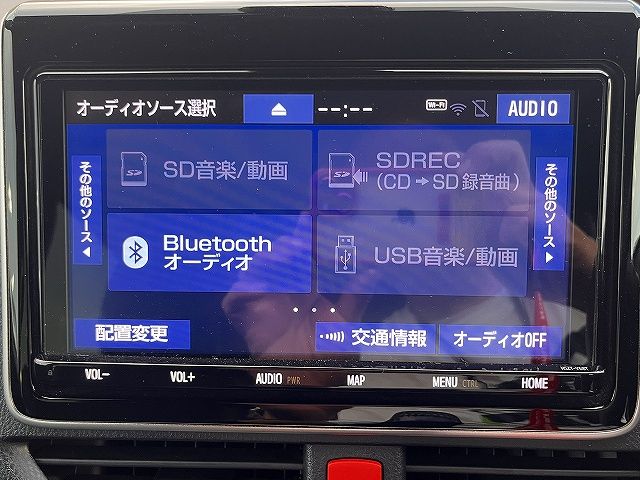 オーディオソース選択
--:--
Wi-Fi
AUDIO
その他のソース
SD音楽/動画
SDREC
(CD→SD録音曲)
その他のソース
Bluetooth
オーディオ
USB音楽/動画
配置変更
交通情報
オーディオOFF
VOL-
VOL+
AUDIO PWR
MAP
MENU CTRL
HOME